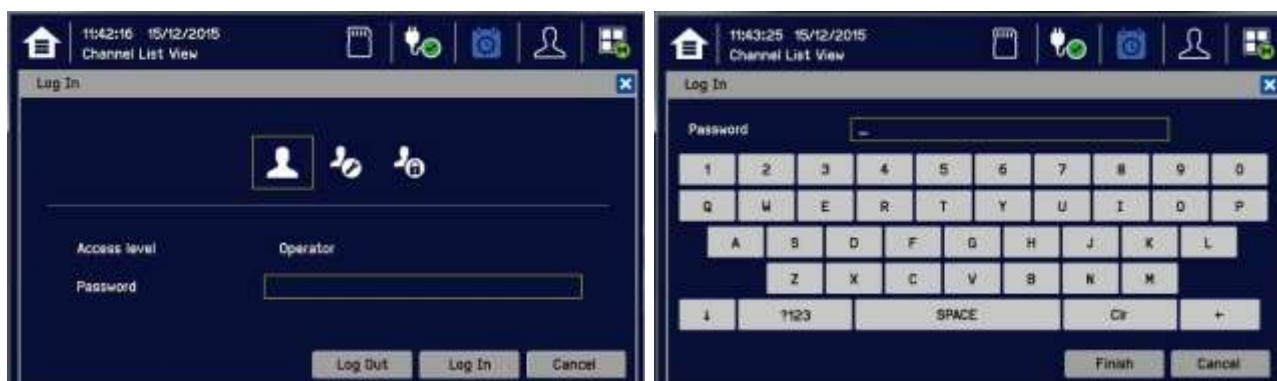 11:42:16 15/12/2015
Channel List View
Log In
Access level Operator
Password
Log Out Log In Cancel
11:43:25 15/12/2015
Channel List View
Log In
Password _
1 2 3 4 5 6 7 8 9 0
Q W E R T Y U I O P
A S D F G H J K L
Z X C V B N M
↓ ?123 SPACE Clr ←
Finish Cancel